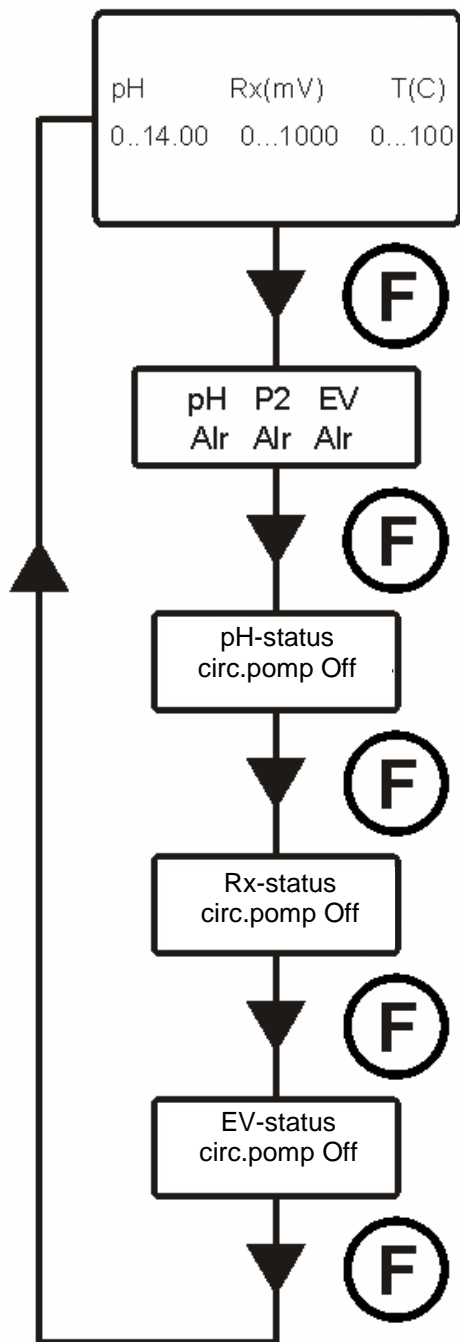 pH Rx(mV) T(C)
0..14.00 0...1000 0...100
F
pH P2 EV
Alr Alr Alr
F
pH-status
circ.pomp Off
F
Rx-status
circ.pomp Off
F
EV-status
circ.pomp Off
F